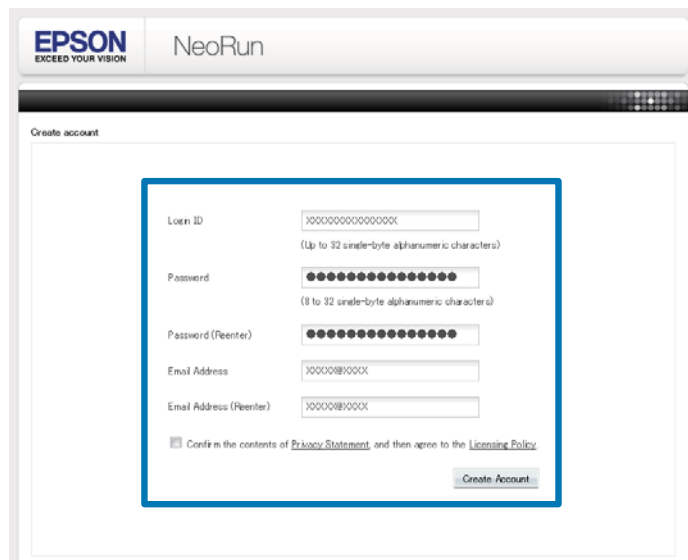 EPSON
EXCEED YOUR VISION
NeoRun
Create account
Login ID XXXXXXXXXXXXXXX
(Up to 32 single-byte alphanumeric characters)
Password ●●●●●●●●●●●●●●●
(8 to 32 single-byte alphanumeric characters)
Password (Reenter) ●●●●●●●●●●●●●●●
Email Address XXXXX@XXXX
Email Address (Reenter) XXXXX@XXXX
Confirm the contents of Privacy Statement, and then agree to the Licensing Policy.
Create Account